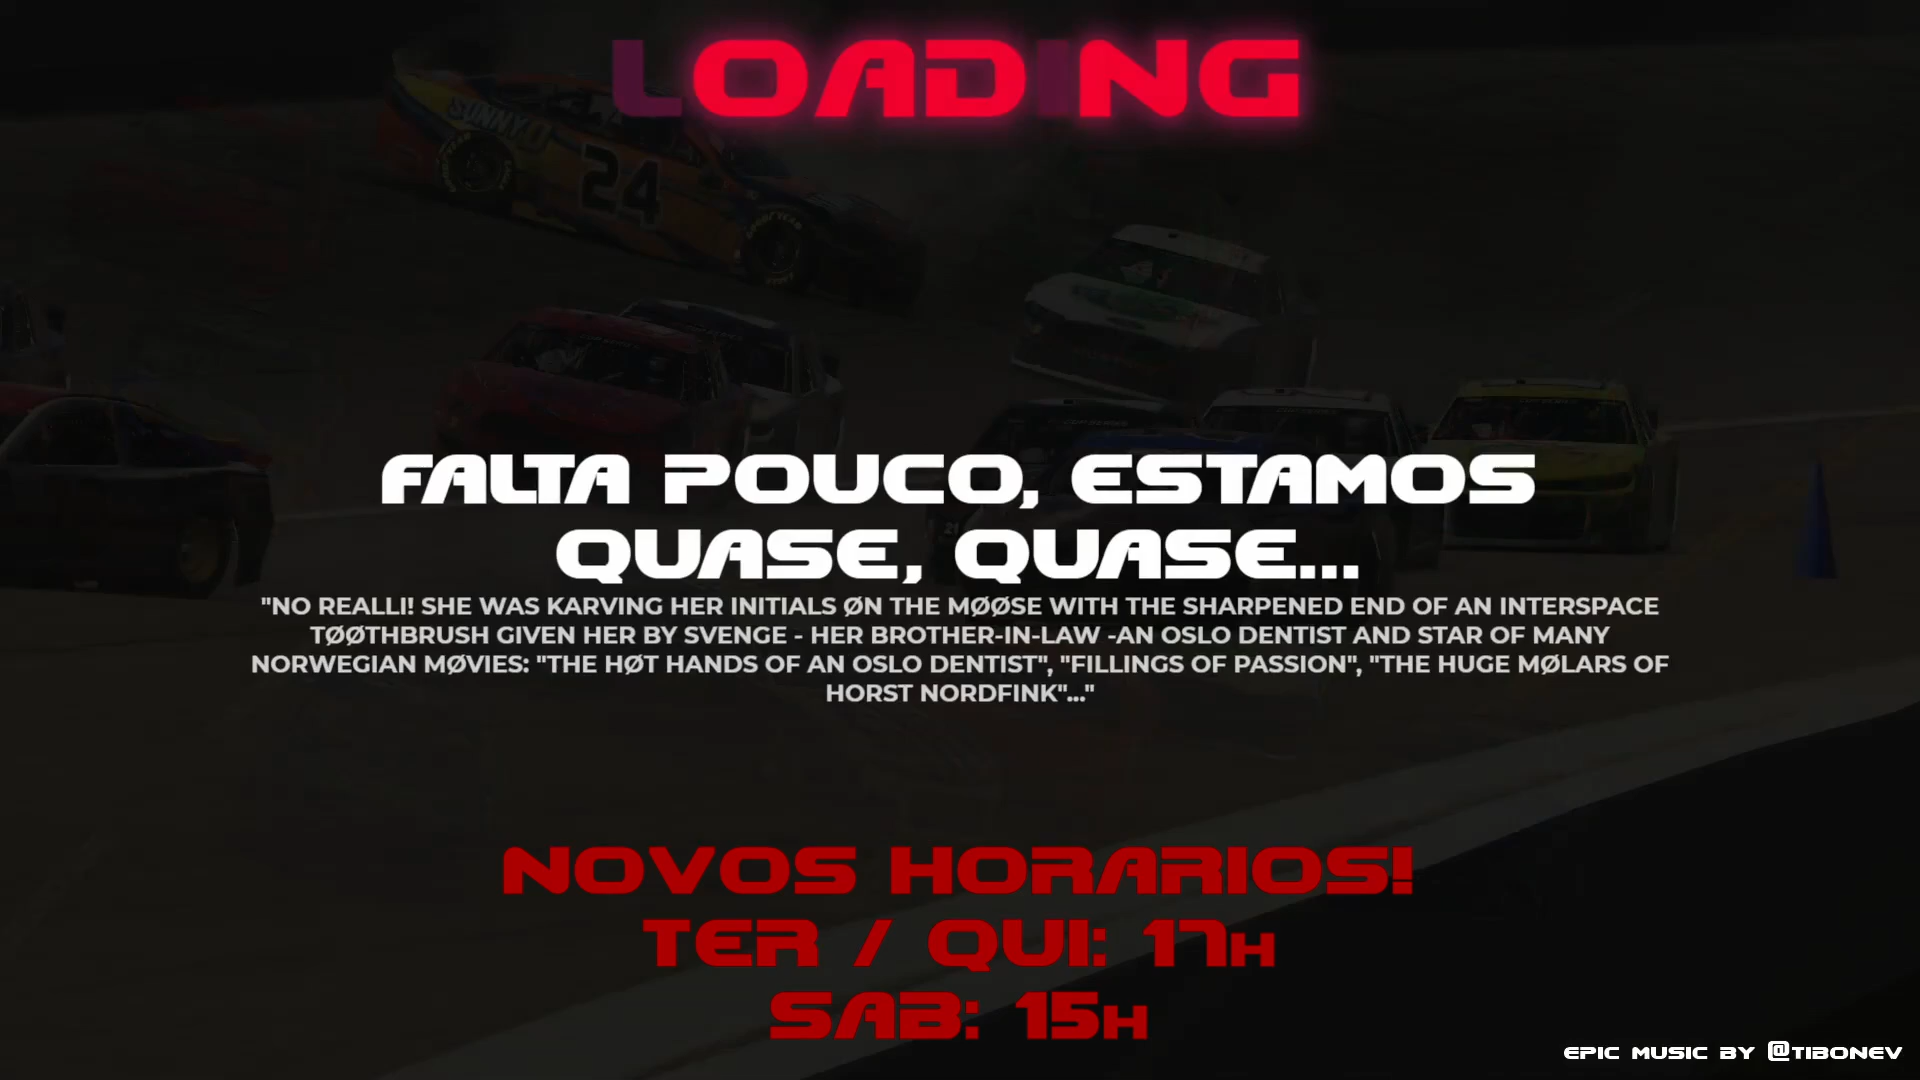 LOADING
SUNNYD
24
FALTA POUCO, ESTAMOS
QUASE, QUASE...
"NO REALLI! SHE WAS KARVING HER INITIALS ØN THE MØØSE WITH THE SHARPENED END OF AN INTERSPACE
TØØTHBRUSH GIVEN HER BY SVENGE - HER BROTHER-IN-LAW -AN OSLO DENTIST AND STAR OF MANY
NORWEGIAN MØVIES: "THE HØT HANDS OF AN OSLO DENTIST", "FILLINGS OF PASSION", "THE HUGE MØLARS OF
HORST NORDFINK"..."
NOVOS HORARIOS!
TER / QUI: 17H
SAB: 15H
EPIC MUSIC BY @TIBONEV